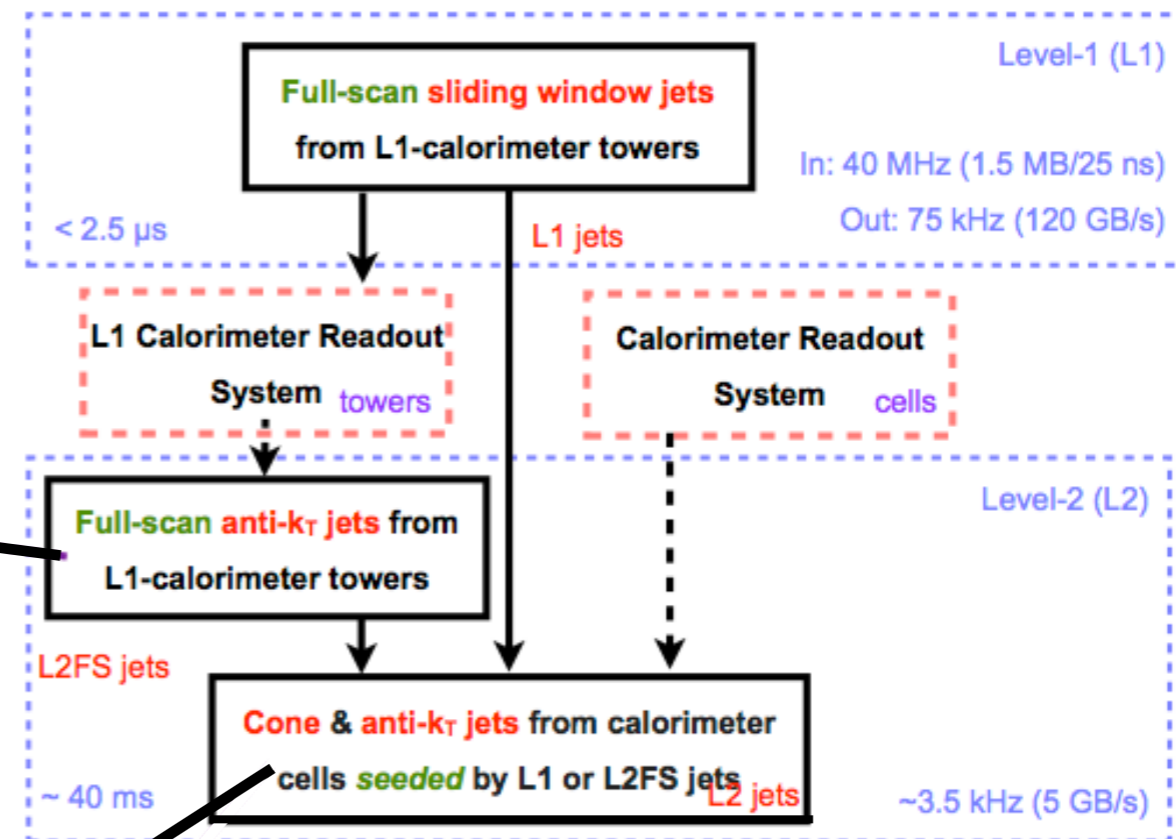 Level-1 (L1)
Full-scan sliding window jets
from L1-calorimeter towers
In: 40 MHz (1.5 MB/25 ns)
Out: 75 kHz (120 GB/s)
< 2.5 µs
L1 jets
L1 Calorimeter Readout
System towers
Calorimeter Readout
System cells
Level-2 (L2)
Full-scan anti-kT jets from
L1-calorimeter towers
L2FS jets
Cone & anti-kT jets from calorimeter
cells seeded by L1 or L2FS jets
L2 jets
~ 40 ms
~3.5 kHz (5 GB/s)